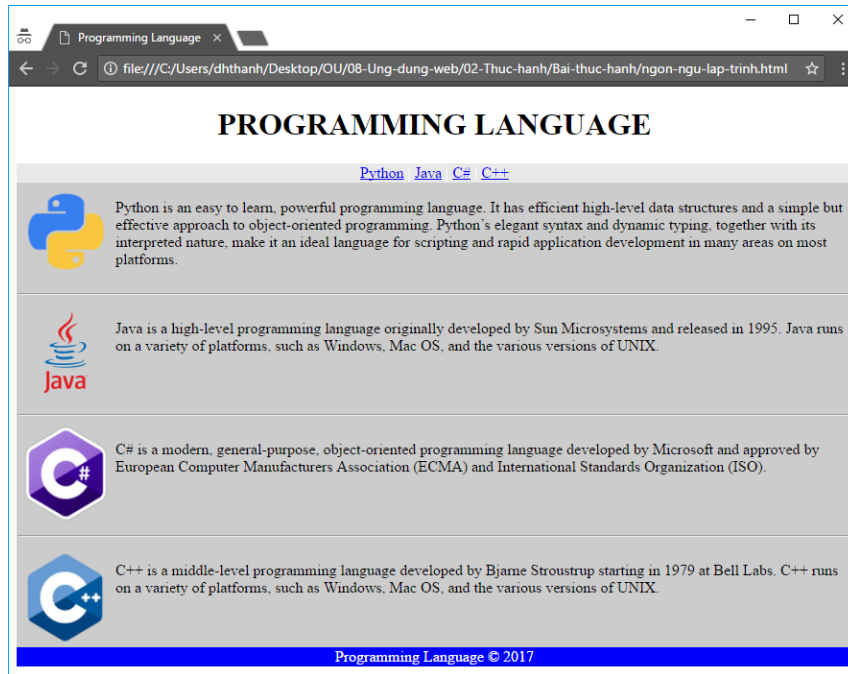 Programming Language
file:///C:/Users/dhthanh/Desktop/OU/08-Ung-dung-web/02-Thuc-hanh/Bai-thuc-hanh/ngon-ngu-lap-trinh.html
PROGRAMMING LANGUAGE
Python | Java | C# | C++
Python is an easy to learn, powerful programming language. It has efficient high-level data structures and a simple but
effective approach to object-oriented programming. Python’s elegant syntax and dynamic typing, together with its
interpreted nature, make it an ideal language for scripting and rapid application development in many areas on most
platforms.
Java
Java is a high-level programming language originally developed by Sun Microsystems and released in 1995. Java runs
on a variety of platforms, such as Windows, Mac OS, and the various versions of UNIX.
C#
C# is a modern, general-purpose, object-oriented programming language developed by Microsoft and approved by
European Computer Manufacturers Association (ECMA) and International Standards Organization (ISO).
C++
C++ is a middle-level programming language developed by Bjarne Stroustrup starting in 1979 at Bell Labs. C++ runs
on a variety of platforms, such as Windows, Mac OS, and the various versions of UNIX.
Programming Language © 2017